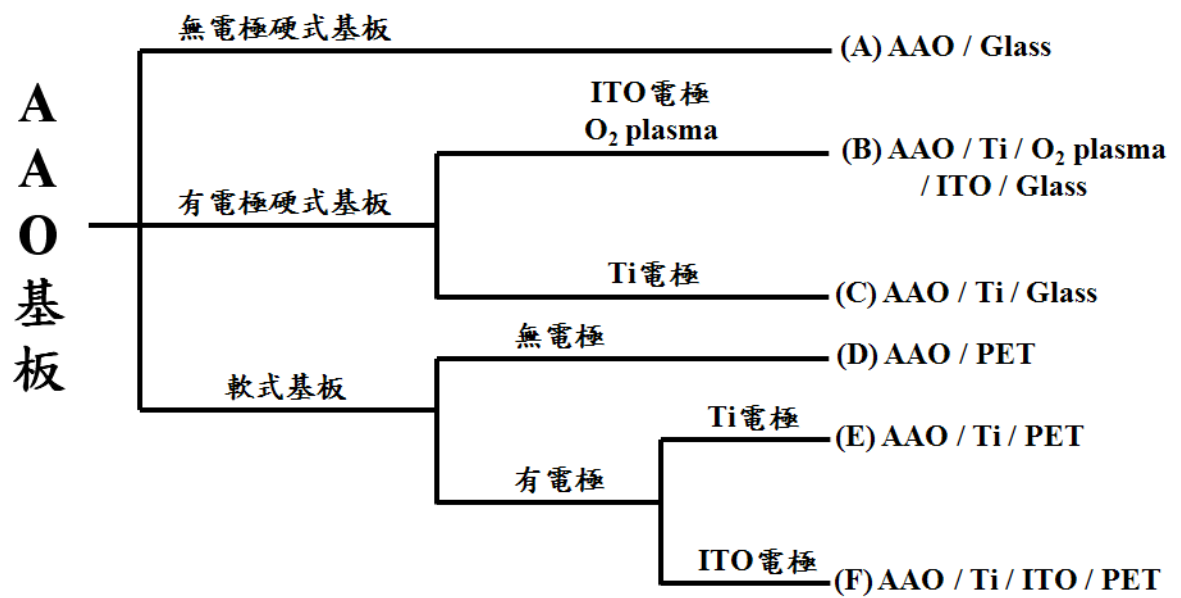 AAO基板
無電極硬式基板
(A) AAO / Glass
有電極硬式基板
ITO電極
O₂ plasma
(B) AAO / Ti / O₂ plasma
/ ITO / Glass
Ti電極
(C) AAO / Ti / Glass
軟式基板
無電極
(D) AAO / PET
有電極
Ti電極
(E) AAO / Ti / PET
ITO電極
(F) AAO / Ti / ITO / PET